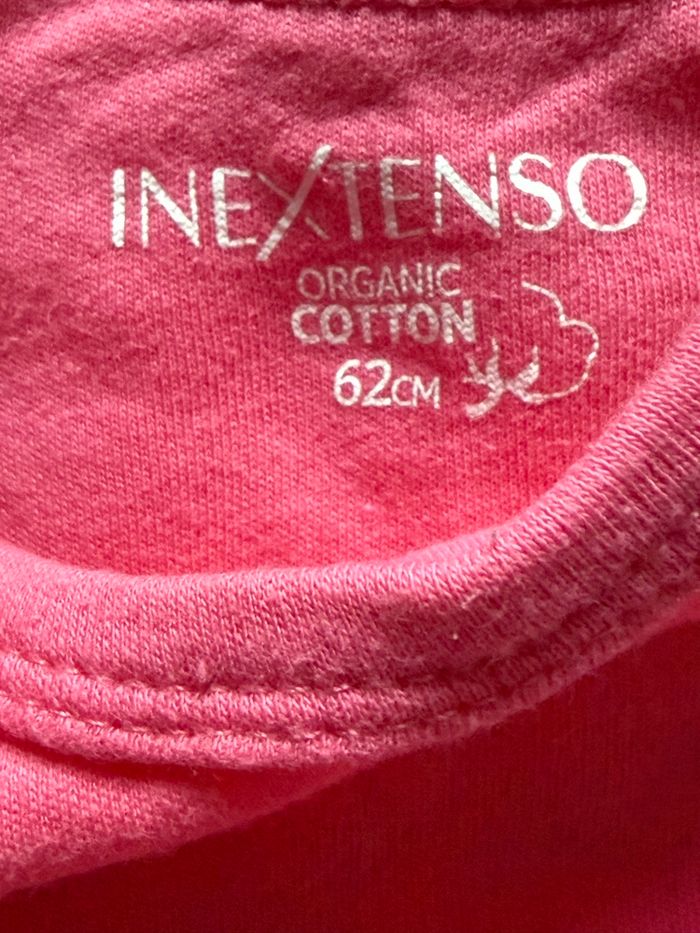 INEXTENSO
ORGANIC
COTTON
62CM